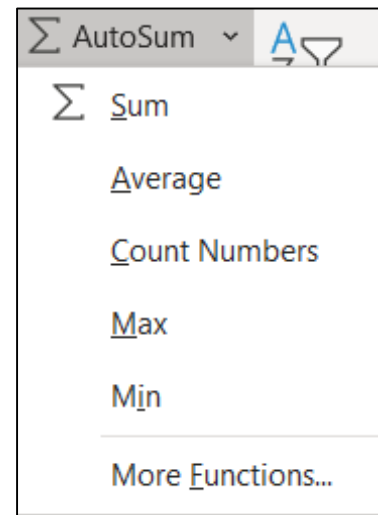 ∑ AutoSum
∑ Sum
Average
Count Numbers
Max
Min
More Functions...